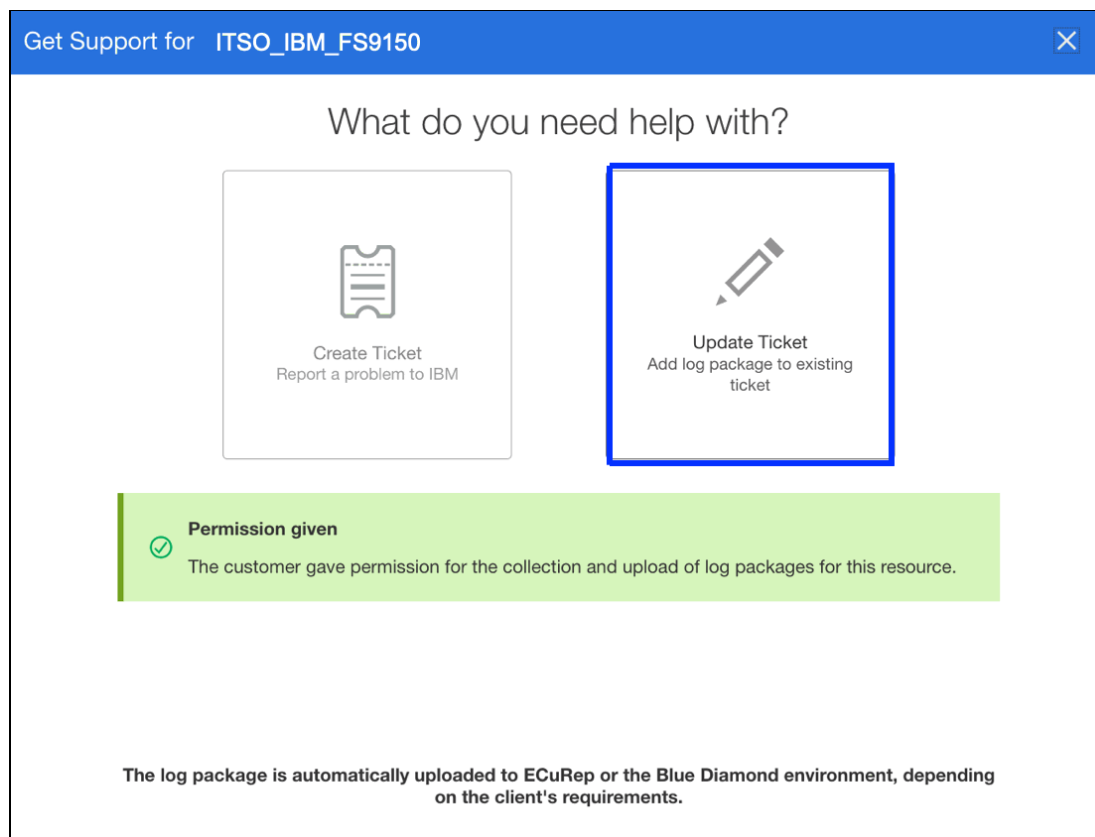 Get Support for ITSO_IBM_FS9150
What do you need help with?
Create Ticket
Report a problem to IBM
Update Ticket
Add log package to existing
ticket
Permission given
The customer gave permission for the collection and upload of log packages for this resource.
The log package is automatically uploaded to ECuRep or the Blue Diamond environment, depending
on the client's requirements.